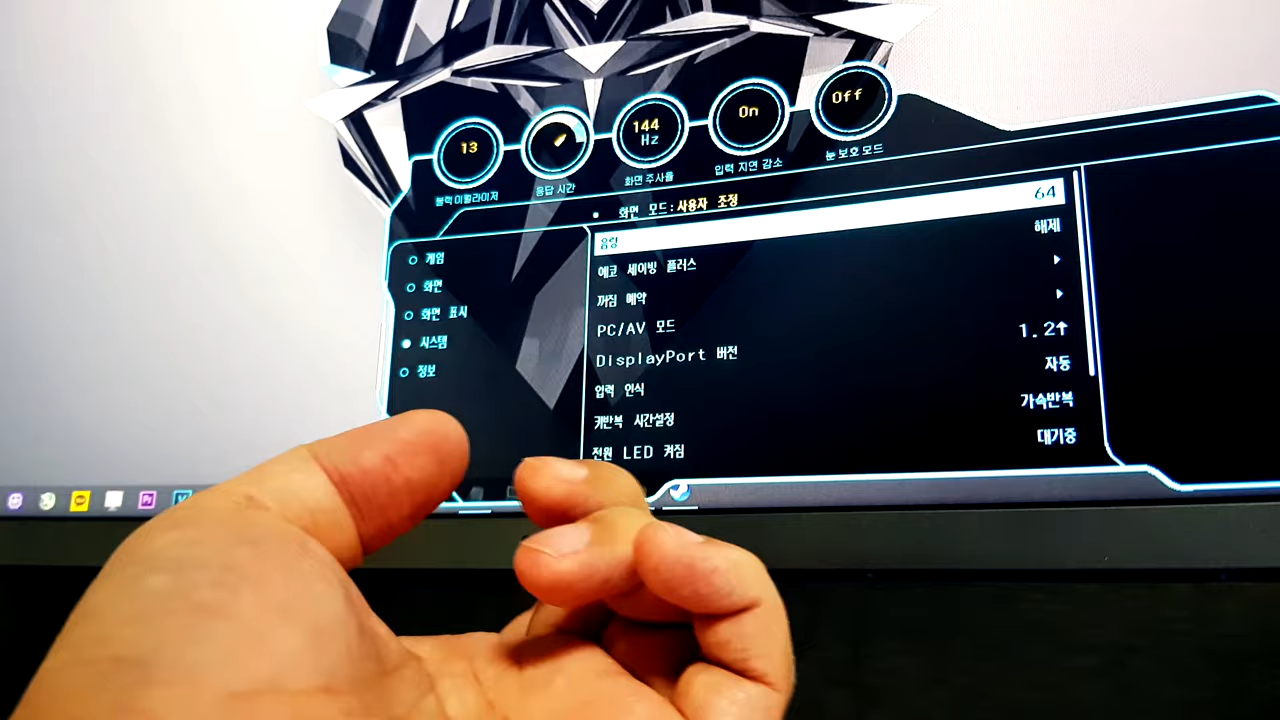 13
144
Hz
On
Off
블랙 이퀄라이저
응답 시간
화면 주사율
입력 지연 감소
눈 보호 모드
화면 모드:사용자 조정
게임
화면
화면 표시
시스템
정보
음량 64
에코 세이빙 플러스 해제
꺼짐 예약
PC/AV 모드
DisplayPort 버전 1.2↑
입력 인식 자동
키반복 시간설정 가속반복
전원 LED 켜짐 대기중
Pr